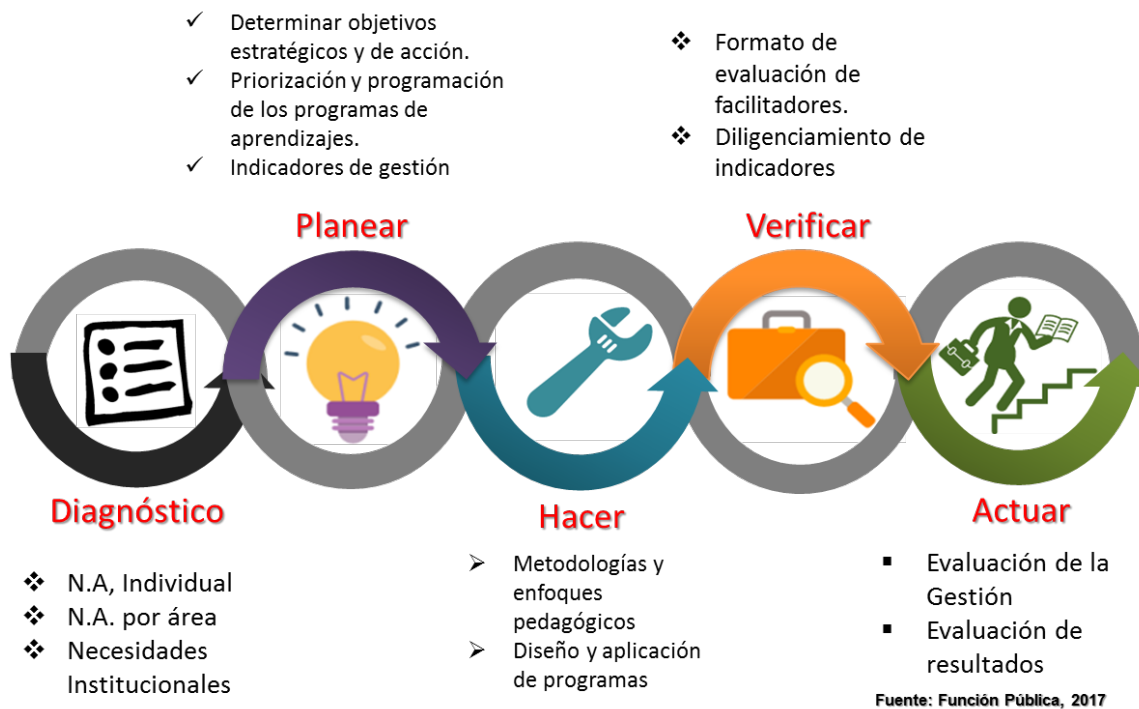 Determinar objetivos
estratégicos y de acción.
Priorización y programación
de los programas de
aprendizajes.
Indicadores de gestión
Formato de
evaluación de
facilitadores.
Diligenciamiento de
indicadores
Planear
Verificar
Diagnóstico
Hacer
Actuar
N.A, Individual
N.A. por área
Necesidades
Institucionales
Metodologías y
enfoques
pedagógicos
Diseño y aplicación
de programas
Evaluación de la
Gestión
Evaluación de
resultados
Fuente: Función Pública, 2017